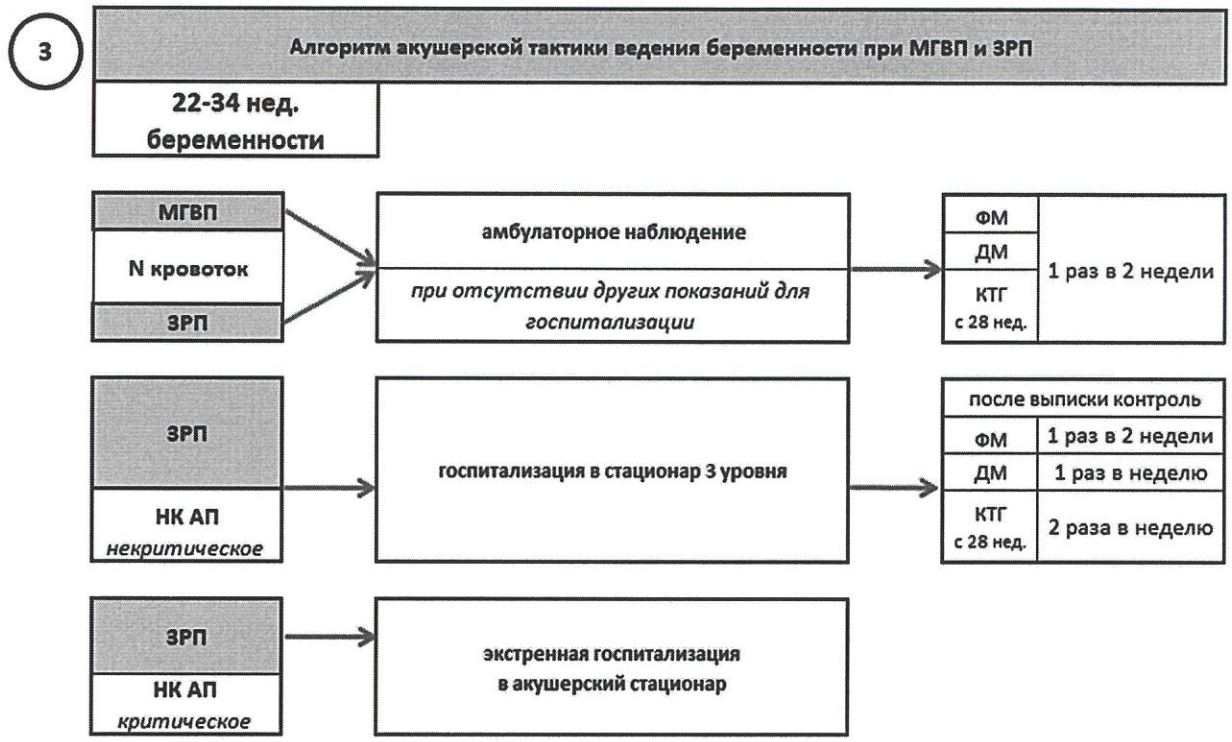 3
Алгоритм акушерской тактики ведения беременности при МГВП и ЗРП
22-34 нед.
беременности
МГВП
N кровоток
ЗРП
амбулаторное наблюдение
при отсутствии других показаний для
госпитализации
ФМ
ДМ
КТГ
с 28 нед.
1 раз в 2 недели
ЗРП
НК АП
некритическое
госпитализация в стационар 3 уровня
после выписки контроль
ФМ 1 раз в 2 недели
ДМ 1 раз в неделю
КТГ
с 28 нед.
2 раза в неделю
ЗРП
НК АП
критическое
экстренная госпитализация
в акушерский стационар